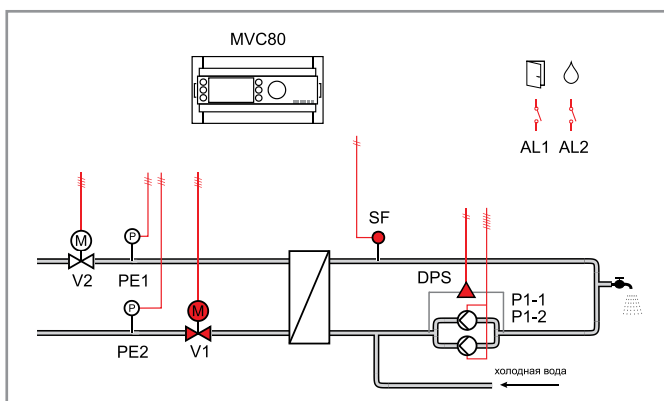 MVC80
AL1 AL2
SF
M
P
V2
PE1
DPS
P1-1
P1-2
P
M
PE2
V1
холодная вода